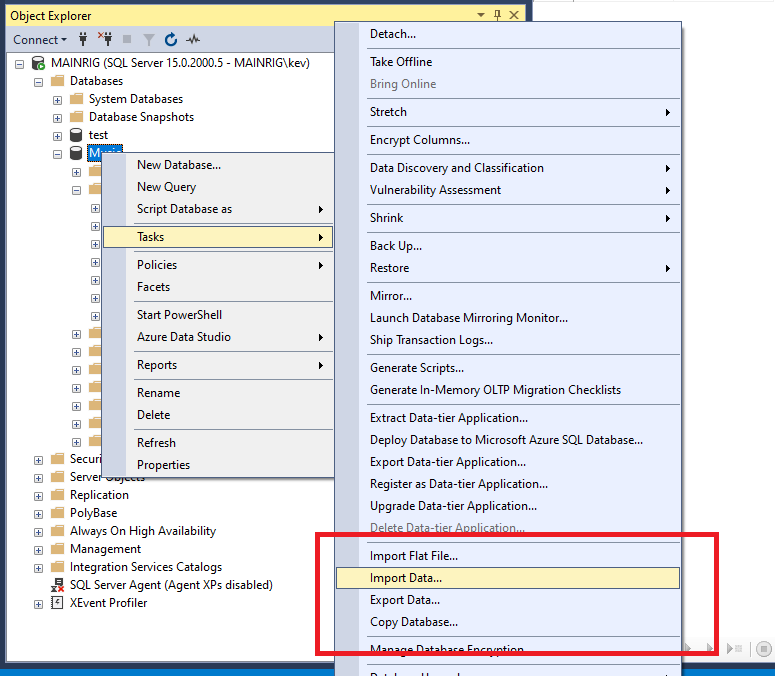 Object Explorer
Connect
MAINRIG (SQL Server 15.0.2000.5 - MAINRIG\kev)
Databases
System Databases
Database Snapshots
test
Security
Server Objects
Replication
PolyBase
Always On High Availability
Management
Integration Services Catalogs
SQL Server Agent (Agent XPs disabled)
XEvent Profiler
New Database...
New Query
Script Database as
Tasks
Policies
Facets
Start PowerShell
Azure Data Studio
Reports
Rename
Delete
Refresh
Properties
Detach...
Take Offline
Bring Online
Stretch
Encrypt Columns...
Data Discovery and Classification
Vulnerability Assessment
Shrink
Back Up...
Restore
Mirror...
Launch Database Mirroring Monitor...
Ship Transaction Logs...
Generate Scripts...
Generate In-Memory OLTP Migration Checklists
Extract Data-tier Application...
Deploy Database to Microsoft Azure SQL Database...
Export Data-tier Application...
Register as Data-tier Application...
Upgrade Data-tier Application...
Delete Data-tier Application...
Import Flat File...
Import Data...
Export Data...
Copy Database...
Manage Database Encryption...